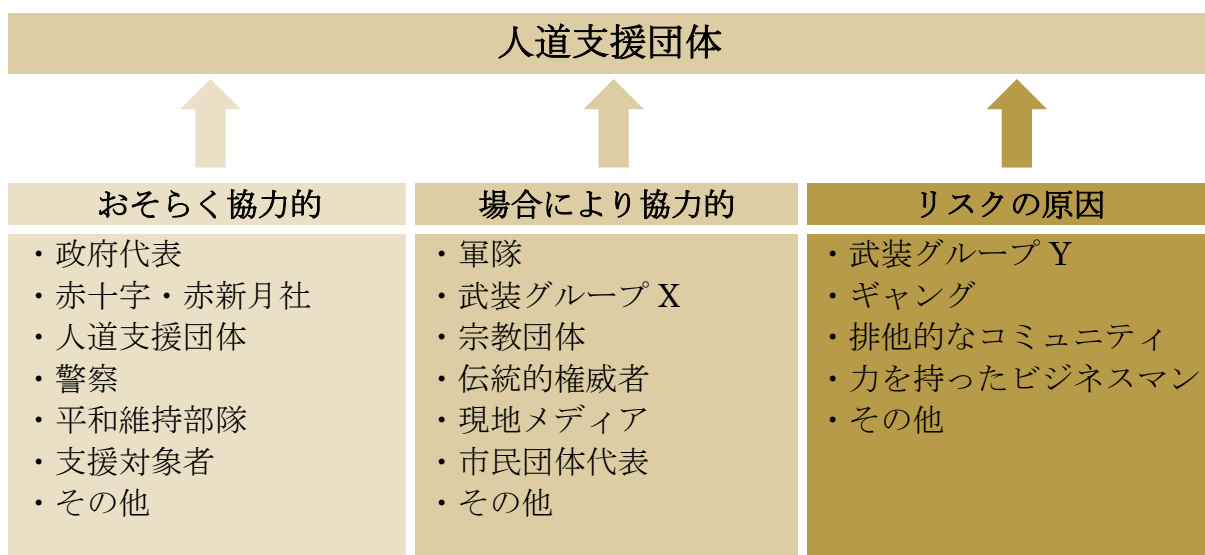 人道支援団体
おそらく協力的
・政府代表
・赤十字・赤新月社
・人道支援団体
・警察
・平和維持部隊
・支援対象者
・その他
場合により協力的
・軍隊
・武装グループ X
・宗教団体
・伝統的権威者
・現地メディア
・市民団体代表
・その他
リスクの原因
・武装グループ Y
・ギャング
・排他的なコミュニティ
・力を持ったビジネスマン
・その他